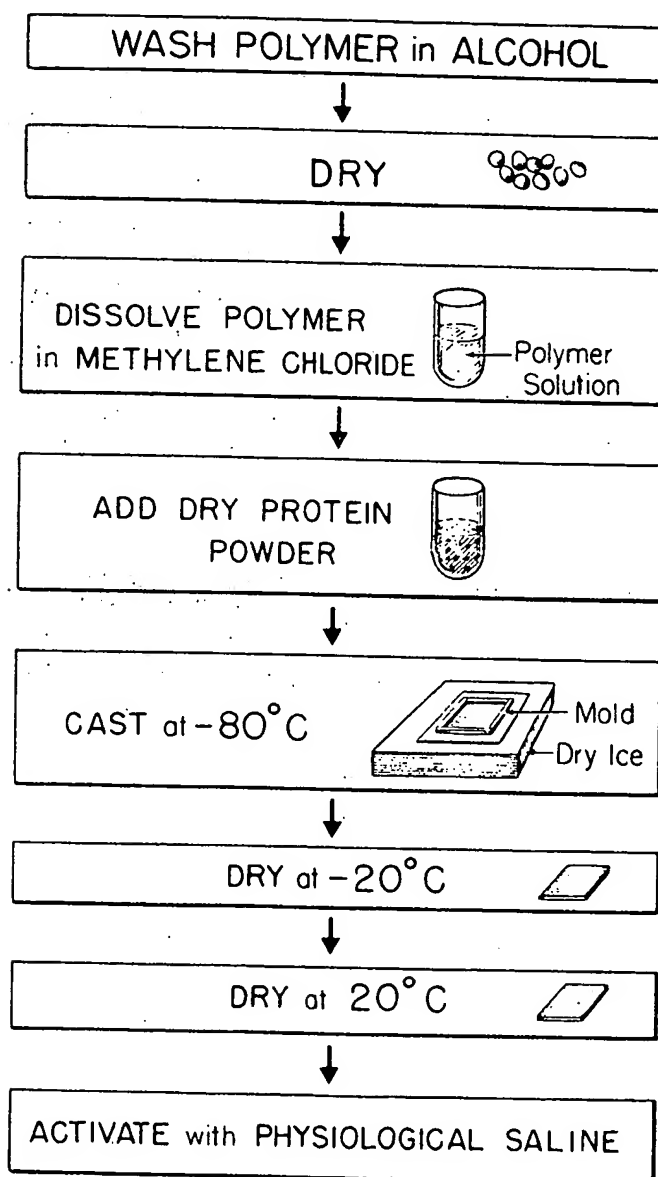 WASH POLYMER in ALCOHOL
DRY
DISSOLVE POLYMER
in METHYLENE CHLORIDE
Polymer
Solution
ADD DRY PROTEIN
POWDER
CAST at -80°C
Mold
Dry Ice
DRY at -20°C
DRY at 20°C
ACTIVATE with PHYSIOLOGICAL SALINE